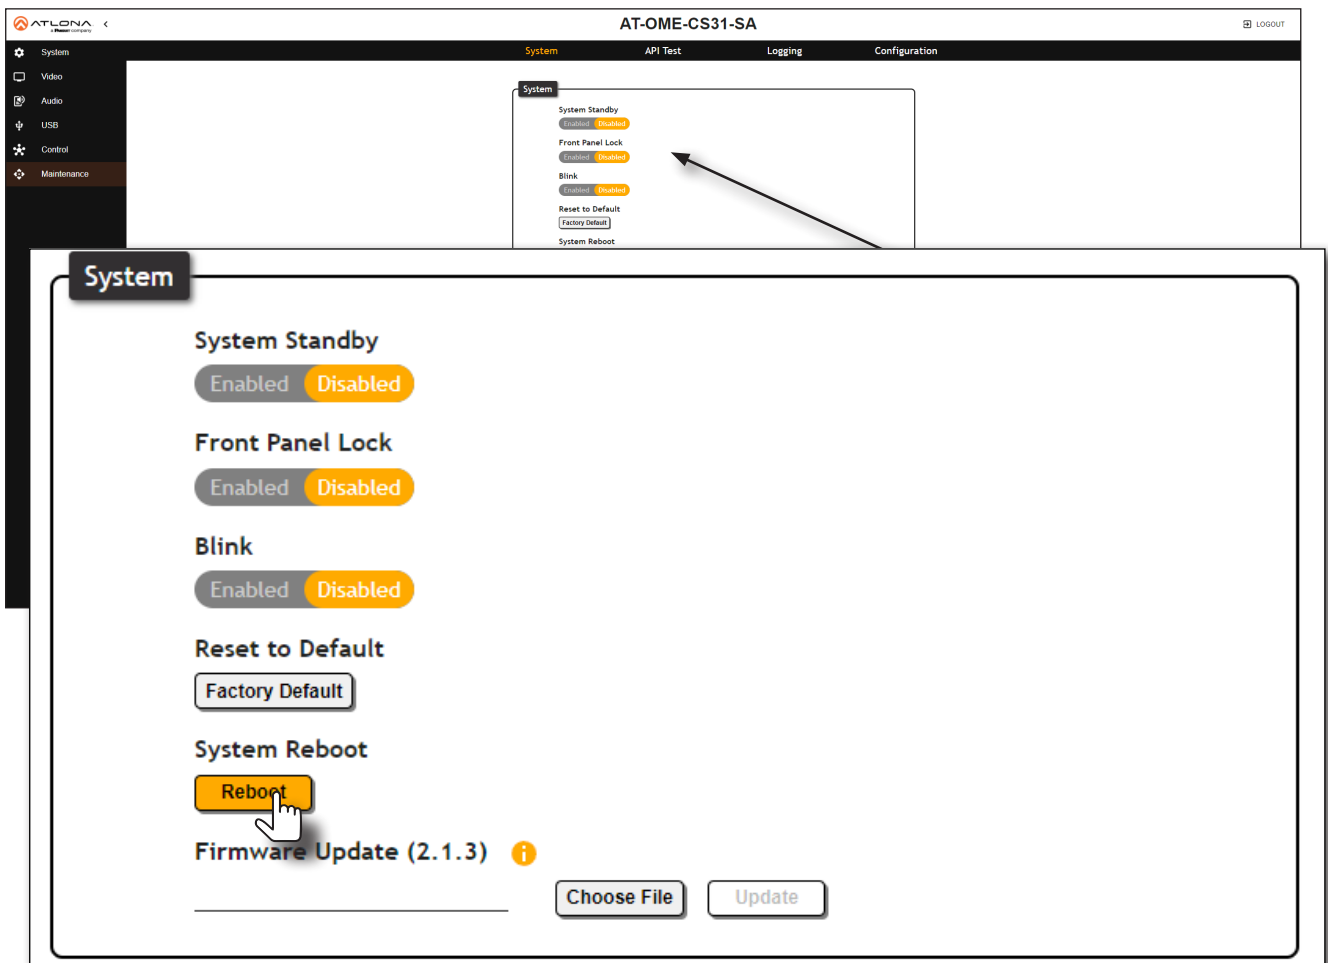 ATLONA
a Panduit company
AT-OME-CS31-SA
LOGOUT
System
Video
Audio
USB
Control
Maintenance
System API Test Logging Configuration
System
System Standby
Enabled Disabled
Front Panel Lock
Enabled Disabled
Blink
Enabled Disabled
Reset to Default
Factory Default
System Reboot
System
System Standby
Enabled Disabled
Front Panel Lock
Enabled Disabled
Blink
Enabled Disabled
Reset to Default
Factory Default
System Reboot
Reboot
Firmware Update (2.1.3)
Choose File Update